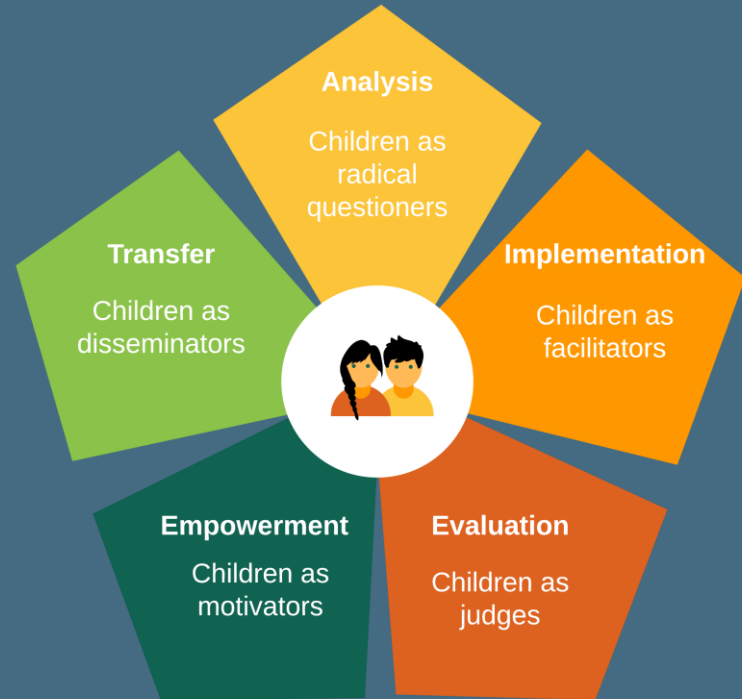 Analysis
Children as
radical
questioners
Implementation
Children as
facilitators
Evaluation
Children as
judges
Empowerment
Children as
motivators
Transfer
Children as
disseminators